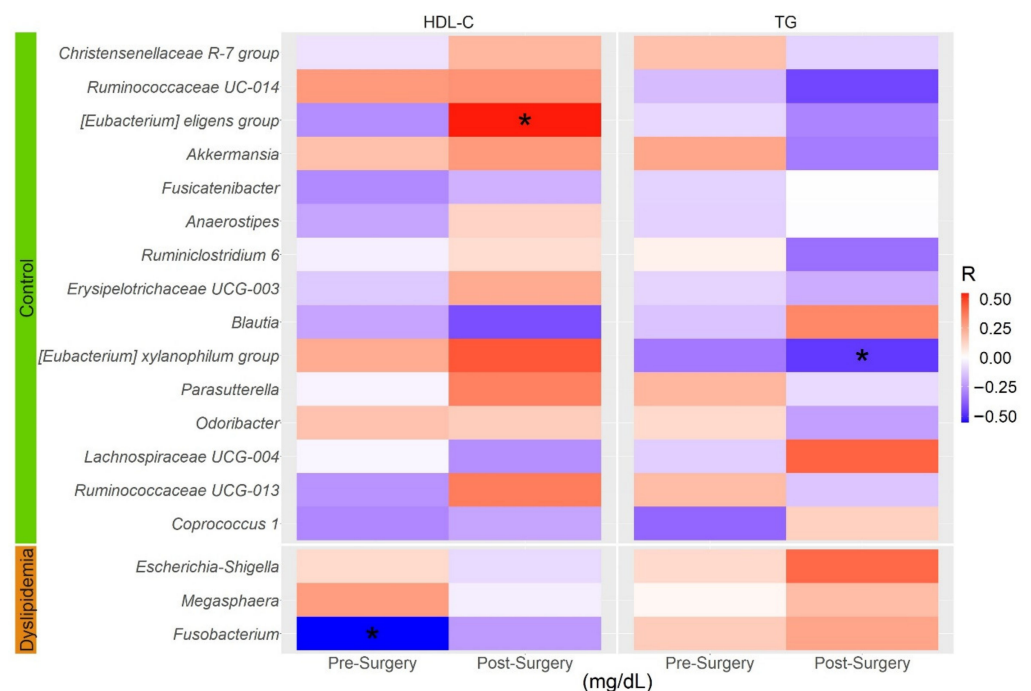 HDL-C
TG
Control
Christensenellaceae R-7 group
Ruminococcaceae UC-014
[Eubacterium] eligens group
*
Akkermansia
Fusicatenibacter
Anaerostipes
Ruminiclostridium 6
Erysipelotrichaceae UCG-003
Blautia
[Eubacterium] xylanophilum group
*
Parasutterella
Odoribacter
Lachnospiraceae UCG-004
Ruminococcaceae UCG-013
Coprococcus 1
Dyslipidemia
Escherichia-Shigella
Megasphaera
Fusobacterium
*
Pre-Surgery
Post-Surgery
Pre-Surgery
Post-Surgery
(mg/dL)
R
0.50
0.25
0.00
−0.25
−0.50